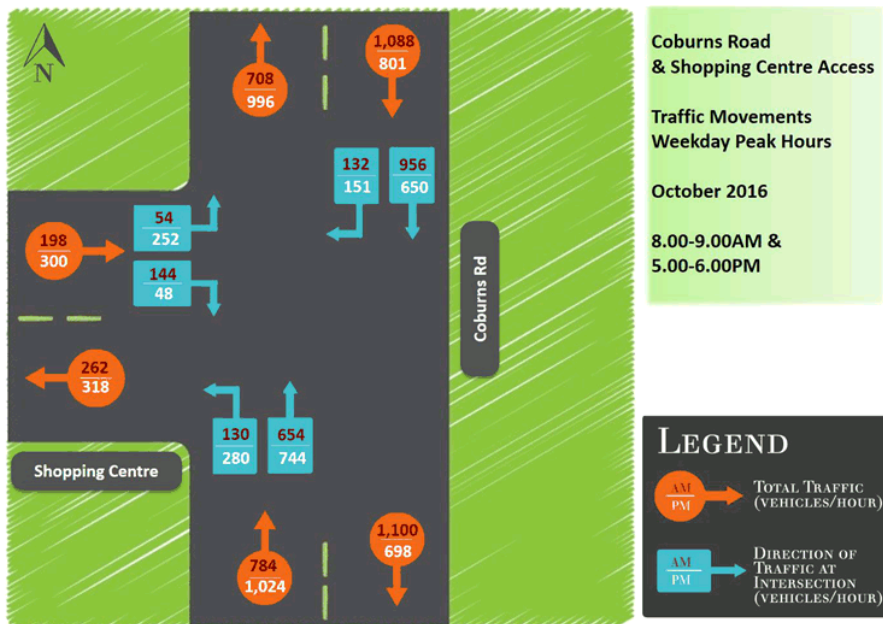 N
708
996
1,088
801
132
151
956
650
54
252
198
300
144
48
Coburns Rd
262
318
130
280
654
744
Shopping Centre
784
1,024
1,100
698
Coburns Road
& Shopping Centre Access
Traffic Movements
Weekday Peak Hours
October 2016
8.00-9.00AM &
5.00-6.00PM
LEGEND
AM
PM
TOTAL TRAFFIC
(VEHICLES/HOUR)
AM
PM
DIRECTION OF
TRAFFIC AT
INTERSECTION
(VEHICLES/HOUR)